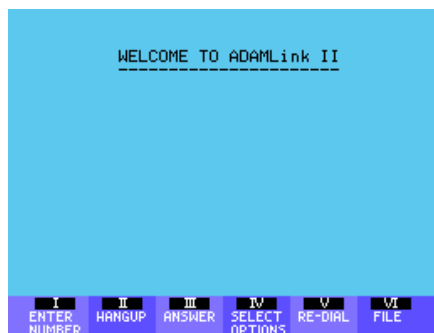 WELCOME TO ADAMLink II
I II III IV V VI
ENTER HANGUP ANSWER SELECT RE-DIAL FILE
NUMBER OPTIONS